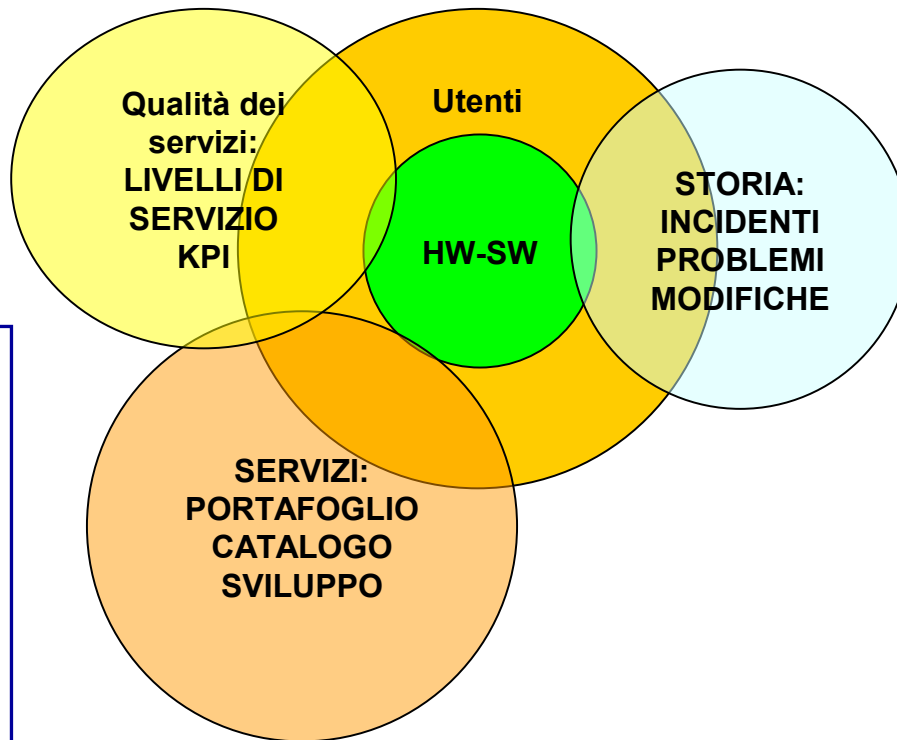 Qualità dei
servizi:
LIVELLI DI
SERVIZIO
KPI
Utenti
HW-SW
STORIA:
INCIDENTI
PROBLEMI
MODIFICHE
SERVIZI:
PORTAFOGLIO
CATALOGO
SVILUPPO